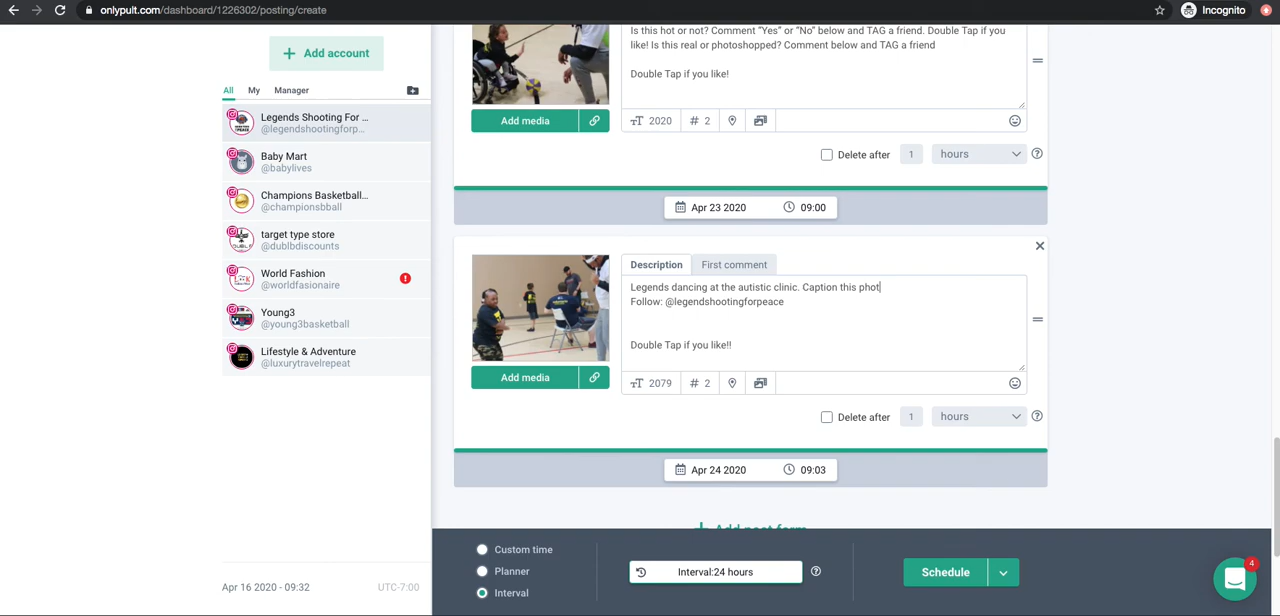 onlypult.com/dashboard/1226302/posting/create
Incognito
Add account
All My Manager
Legends Shooting For ...
@legendshootingforp...
Baby Mart
@babylives
Champions Basketball...
@championsbball
target type store
@dublbdiscounts
World Fashion
@worldfasionaire
Young3
@young3basketball
Lifestyle & Adventure
@luxurytravelrepeat
Apr 16 2020 - 09:32 UTC-7:00
Is this hot or not? Comment “Yes” or “No” below and TAG a friend. Double Tap if you
like! Is this real or photoshopped? Comment below and TAG a friend
Double Tap if you like!
Add media
2020 # 2
Delete after 1 hours
Apr 23 2020 09:00
Description First comment
Legends dancing at the autistic clinic. Caption this phot
Follow: @legendshootingforpeace
Double Tap if you like!!
Add media
2079 # 2
Delete after 1 hours
Apr 24 2020 09:03
+ Add post form
Custom time
Planner
Interval
Interval:24 hours
Schedule
4